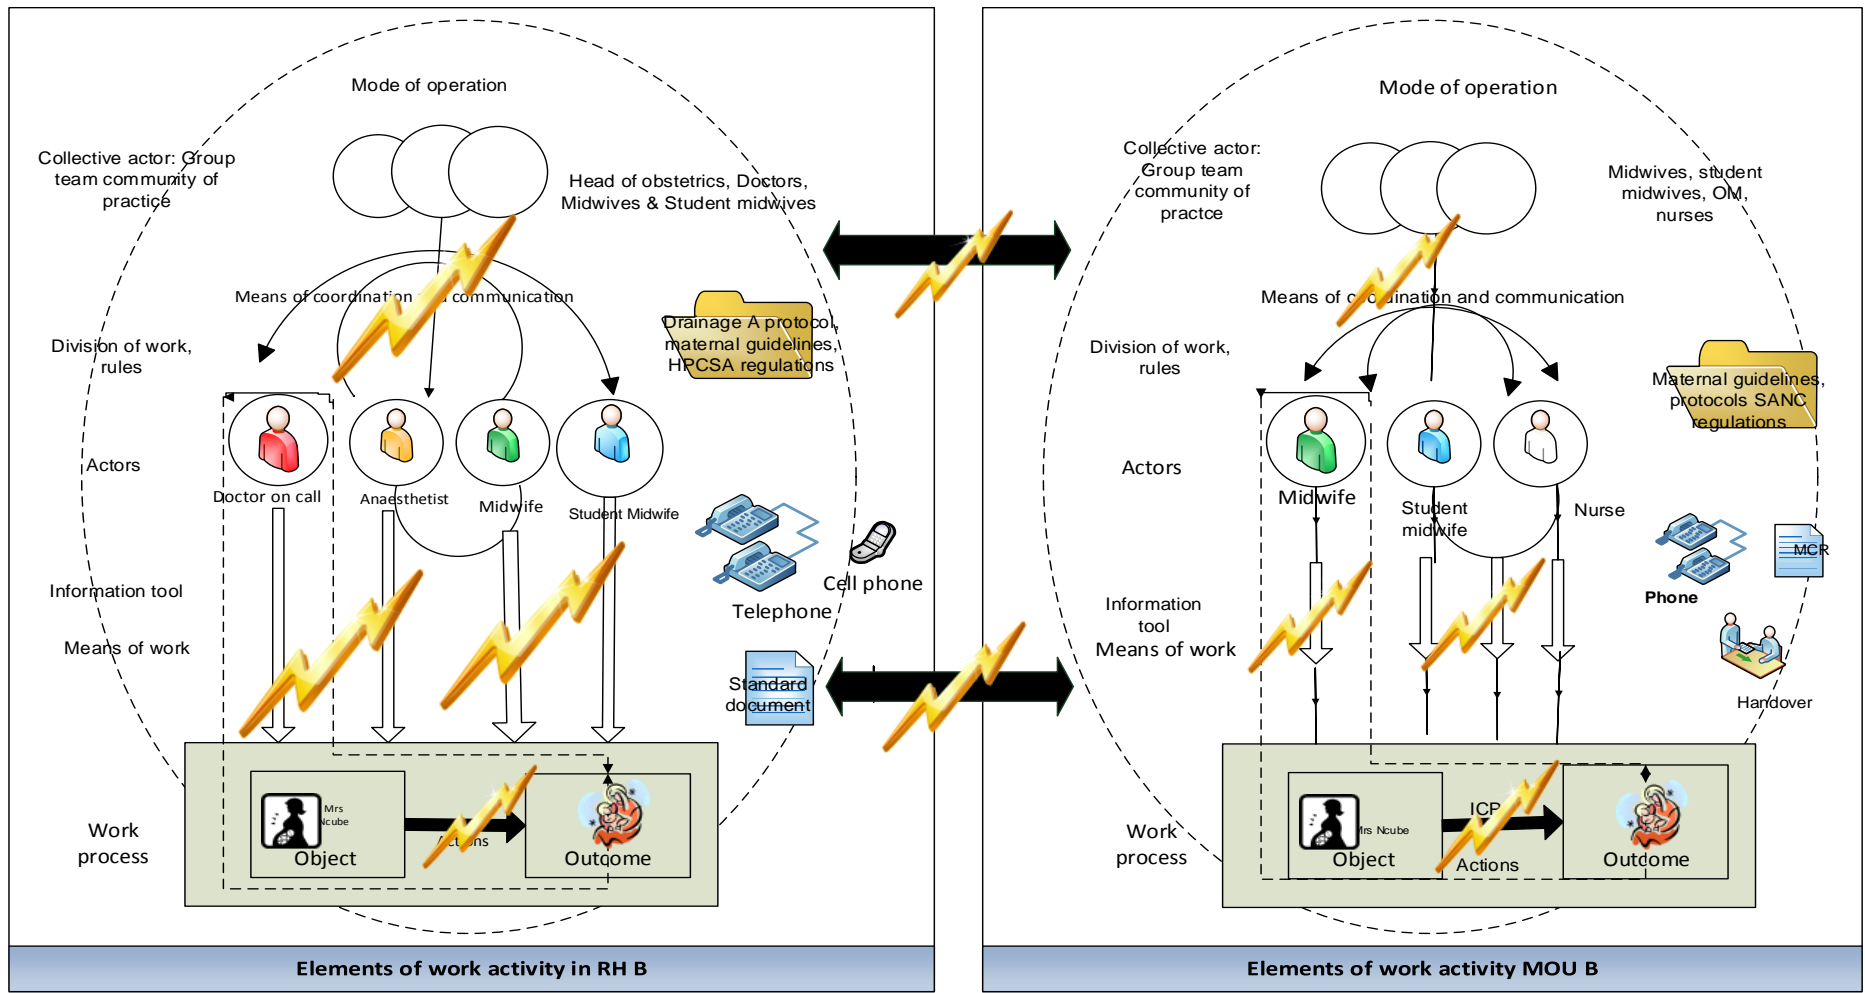 Mode of operation
Collective actor: Group
team community of
practice
Head of obstetrics, Doctors,
Midwives & Student midwives
Means of coordination and communication
Division of work,
rules
Drainage A protocol,
maternal guidelines,
HPCSA regulations
Actors
Doctor on call
Anaesthetist
Midwife
Student Midwife
Cell phone
Telephone
Information tool
Means of work
Standard
document
Work
process
Mrs
Ncube
Object
Actions
Outcome
Elements of work activity in RH B
Mode of operation
Collective actor:
Group team
community of
practce
Midwives, student
midwives, OM,
nurses
Means of coordination and communication
Division of work,
rules
Maternal guidelines,
protocols SANC
regulations
Actors
Midwife
Student
midwife
Nurse
MCR
Phone
Information
tool
Means of work
Handover
Work
process
Mrs Ncube
Object
ICP
Actions
Outcome
Elements of work activity MOU B